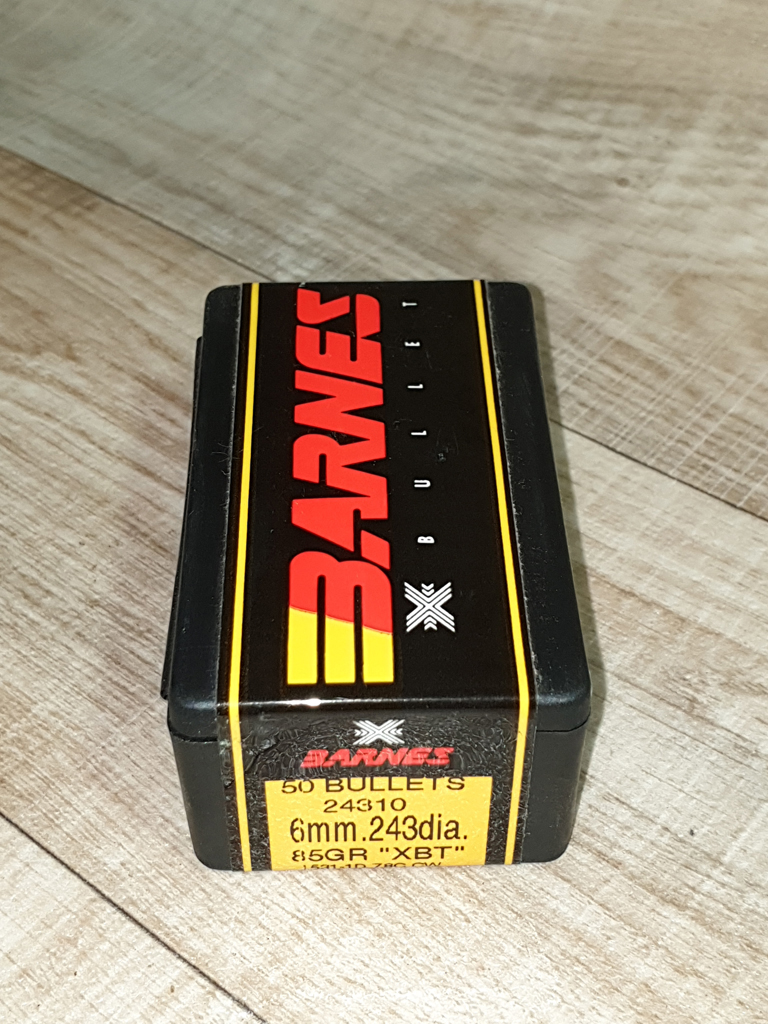 BARNES
X BULLET
X
BARNES
50 BULLETS
24310
6mm.243dia.
85GR "XBT"